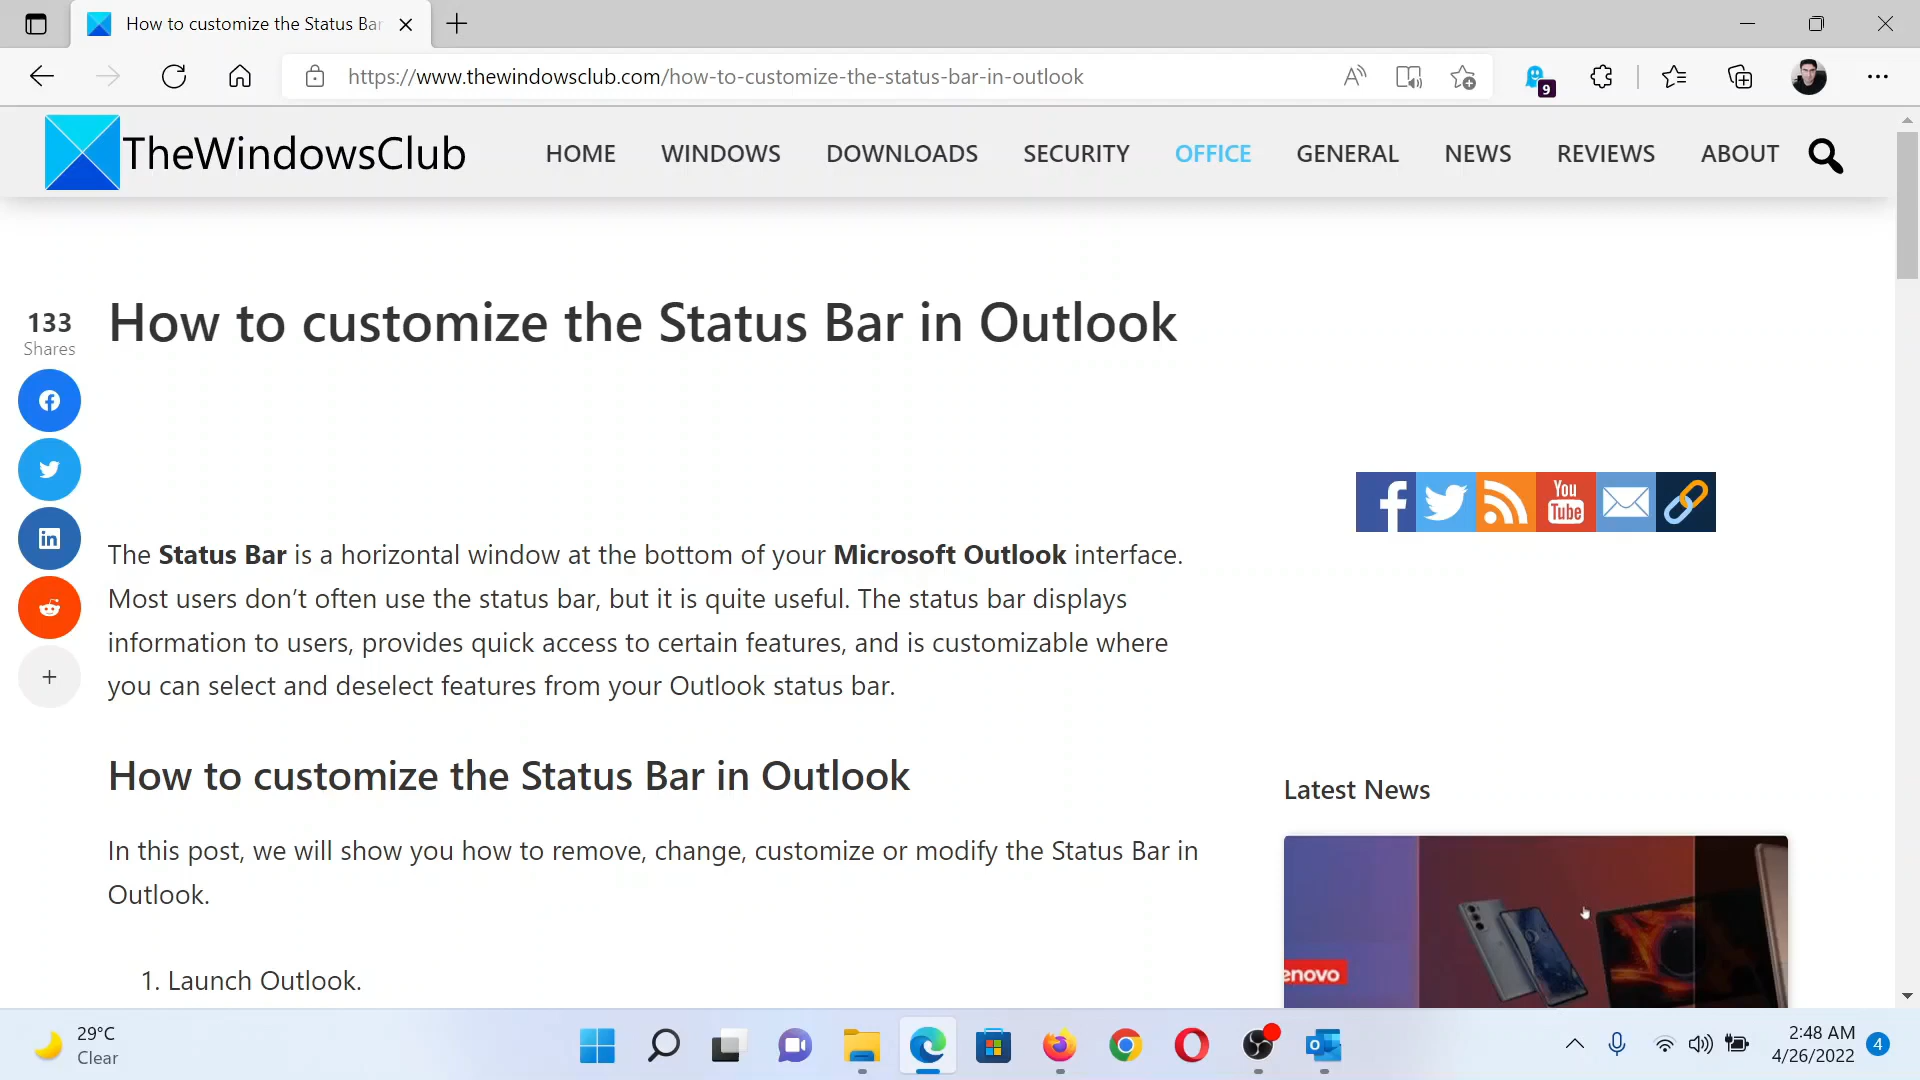 How to customize the Status Bar
https://www.thewindowsclub.com/how-to-customize-the-status-bar-in-outlook
9
TheWindowsClub
HOME WINDOWS DOWNLOADS SECURITY OFFICE GENERAL NEWS REVIEWS ABOUT
How to customize the Status Bar in Outlook
133
Shares
You
Tube
The Status Bar is a horizontal window at the bottom of your Microsoft Outlook interface.
Most users don’t often use the status bar, but it is quite useful. The status bar displays
information to users, provides quick access to certain features, and is customizable where
you can select and deselect features from your Outlook status bar.
How to customize the Status Bar in Outlook
In this post, we will show you how to remove, change, customize or modify the Status Bar in
Outlook.
1. Launch Outlook.
Latest News
enovo
29°C
Clear
2:48 AM
4/26/2022
4